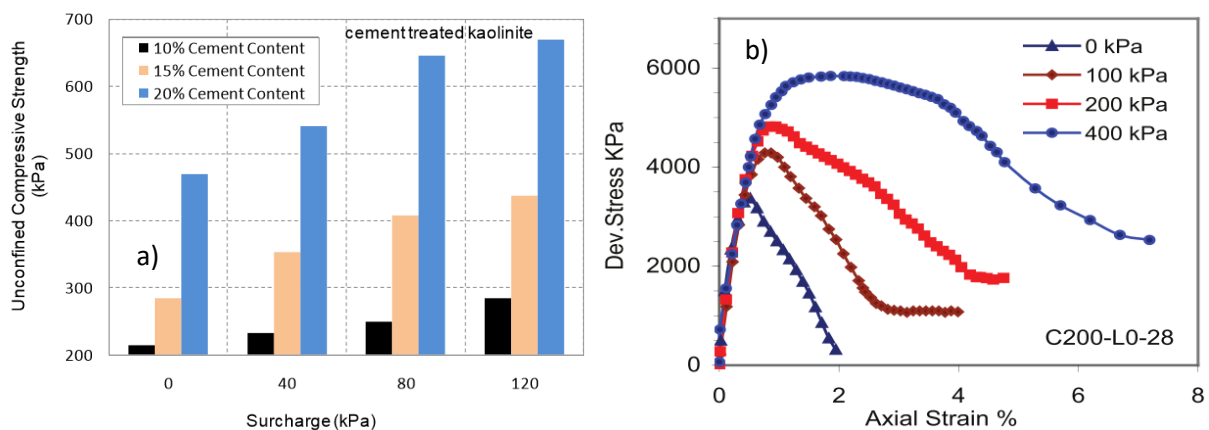 cement treated kaolinite
10% Cement Content
15% Cement Content
20% Cement Content
a)
Unconfined Compressive Strength
(kPa)
700
600
500
400
300
200
0
40
80
120
Surcharge (kPa)
b)
0 kPa
100 kPa
200 kPa
400 kPa
Dev.Stress KPa
6000
4000
2000
0
0
2
4
6
8
Axial Strain %
C200-L0-28